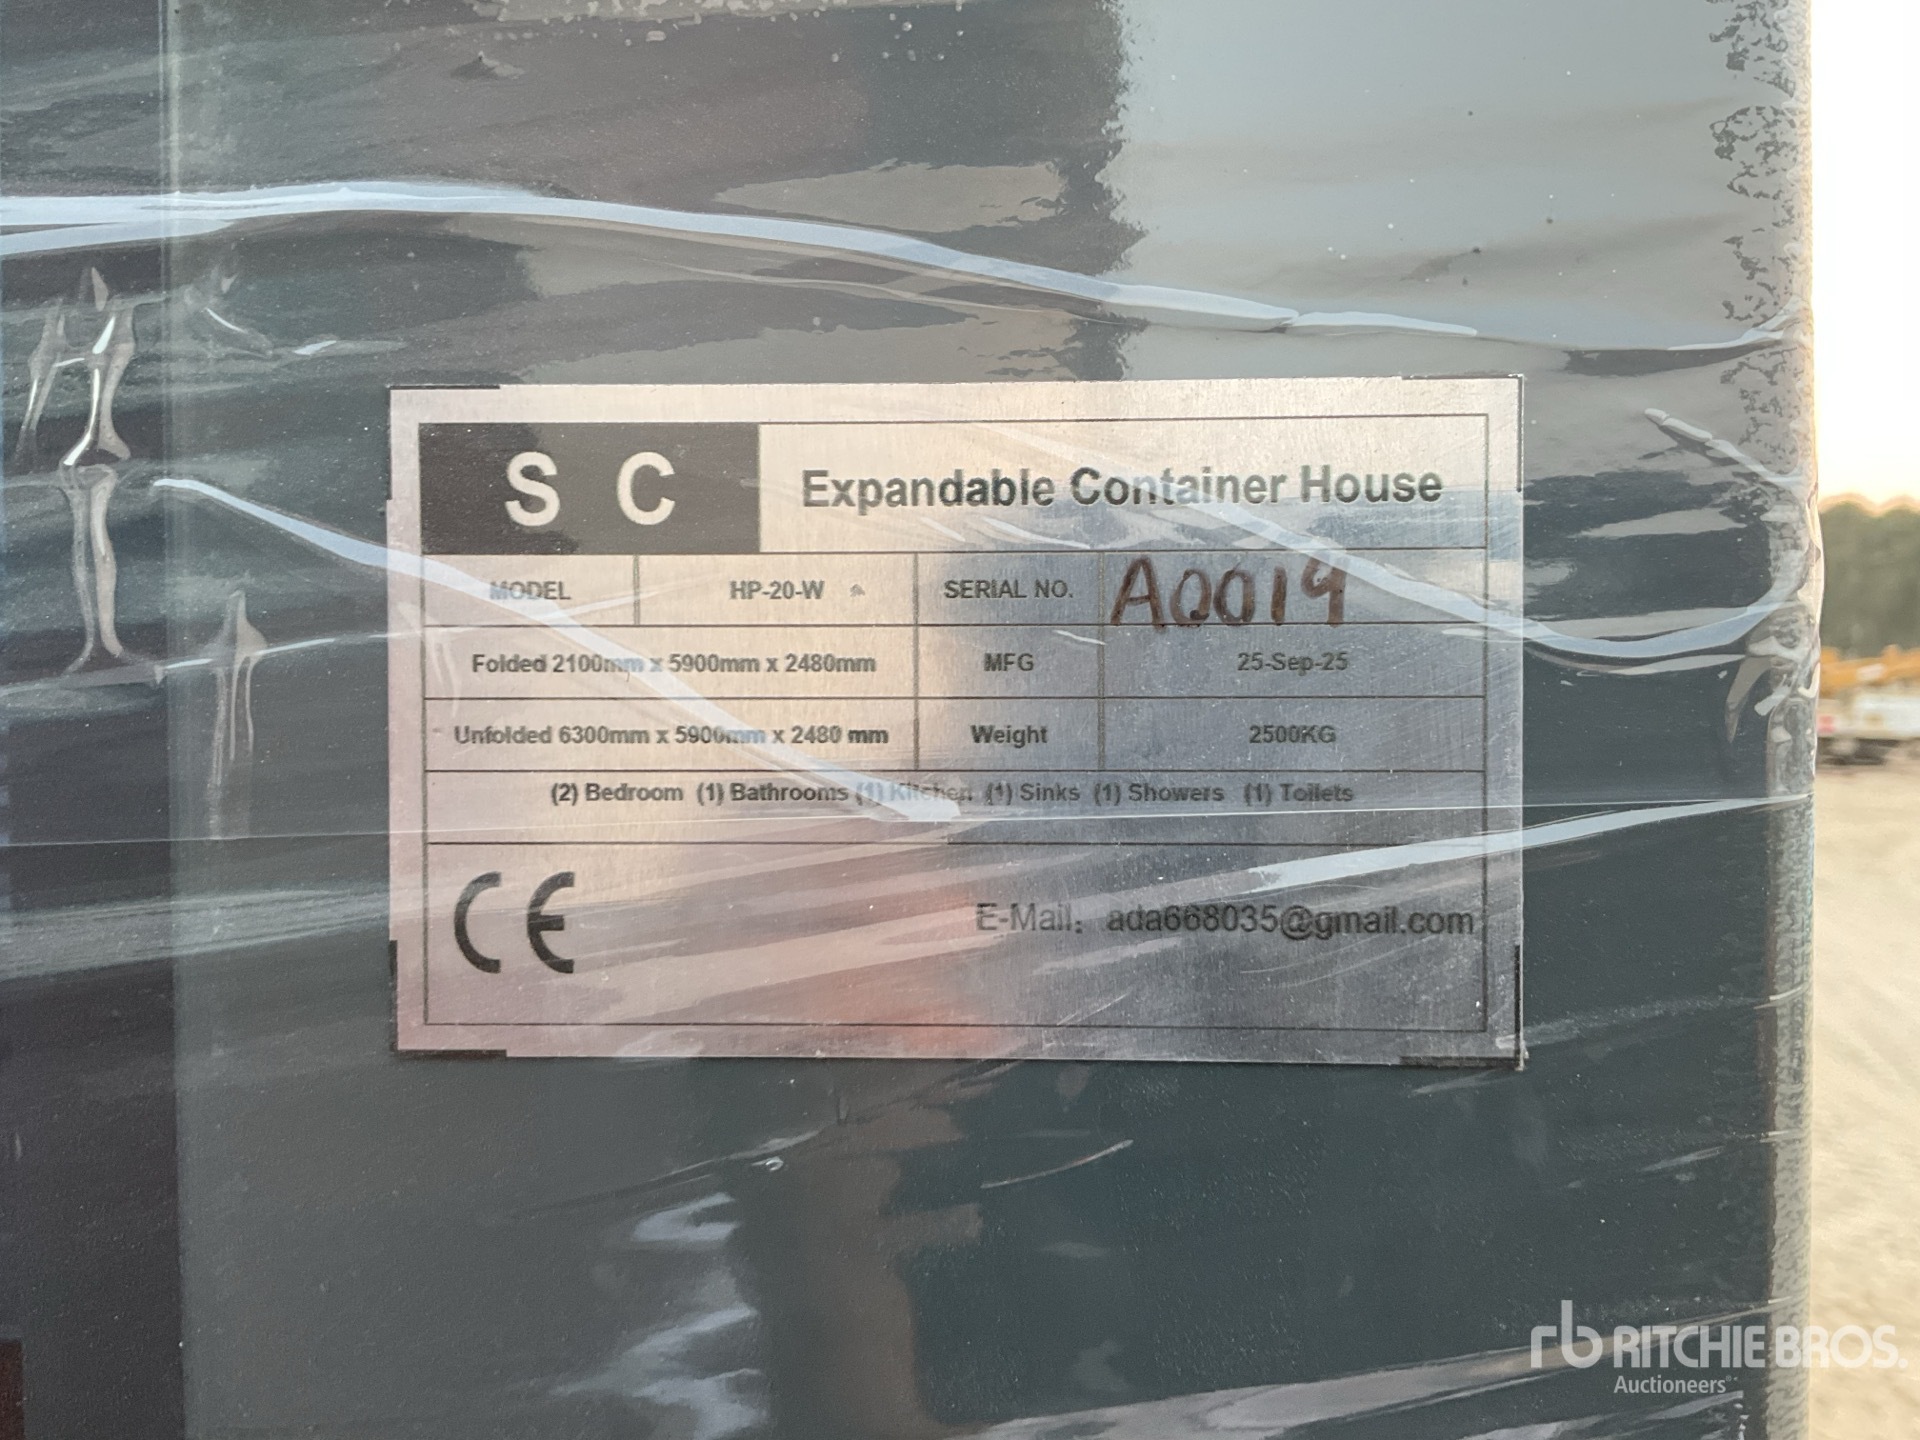 S C Expandable Container House
MODEL HP-20-W SERIAL NO. A0019
Folded 2100mm x 5900mm x 2480mm MFG 25-Sep-25
Unfolded 6300mm x 5900mm x 2480 mm Weight 2500KG
(2) Bedroom (1) Bathrooms (1) Kitchen (1) Sinks (1) Showers (1) Toilets
CE E-Mail: ada668035@gmail.com
rb RITCHIE BROS.
Auctioneers